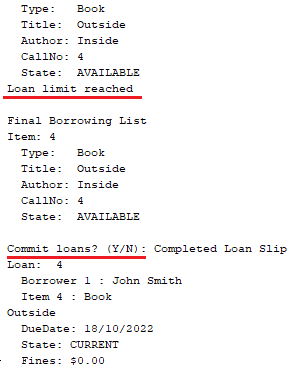 Type: Book
Title: Outside
Author: Inside
CallNo: 4
State: AVAILABLE
Loan limit reached
Final Borrowing List
Item: 4
Type: Book
Title: Outside
Author: Inside
CallNo: 4
State: AVAILABLE
Commit loans? (Y/N): Completed Loan Slip
Loan: 4
Borrower 1 : John Smith
Item 4 : Book
Outside
DueDate: 18/10/2022
State: CURRENT
Fines: $0.00